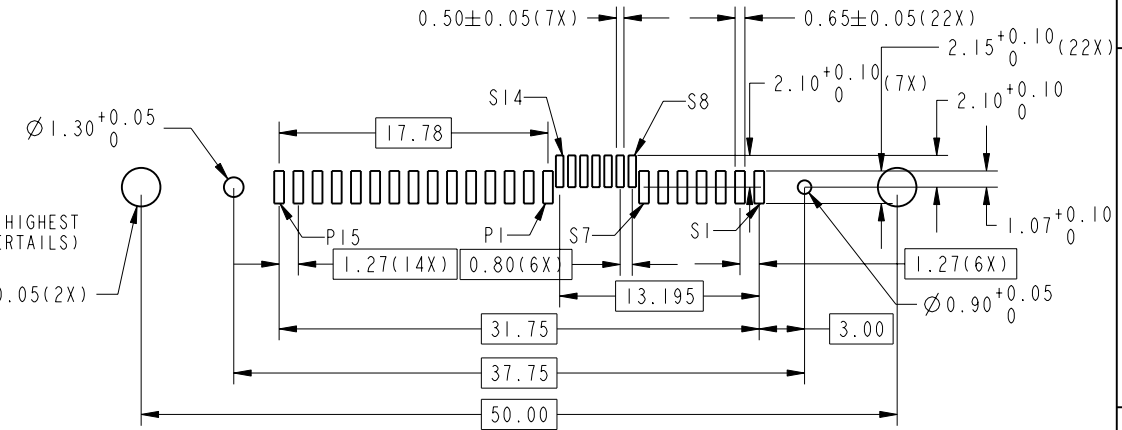 0.50±0.05(7X)
0.65±0.05(22X)
2.15 +0.10 0 (22X)
2.10 +0.10 0 (7X)
2.10 +0.10 0
S14
S8
Ø1.30 +0.05 0
17.78
HIGHEST
ERTAILS)
P15
P1
S7
S1
1.07 +0.10 0
1.27(14X)
0.80(6X)
1.27(6X)
0.05(2X)
13.195
Ø0.90 +0.05 0
31.75
3.00
37.75
50.00